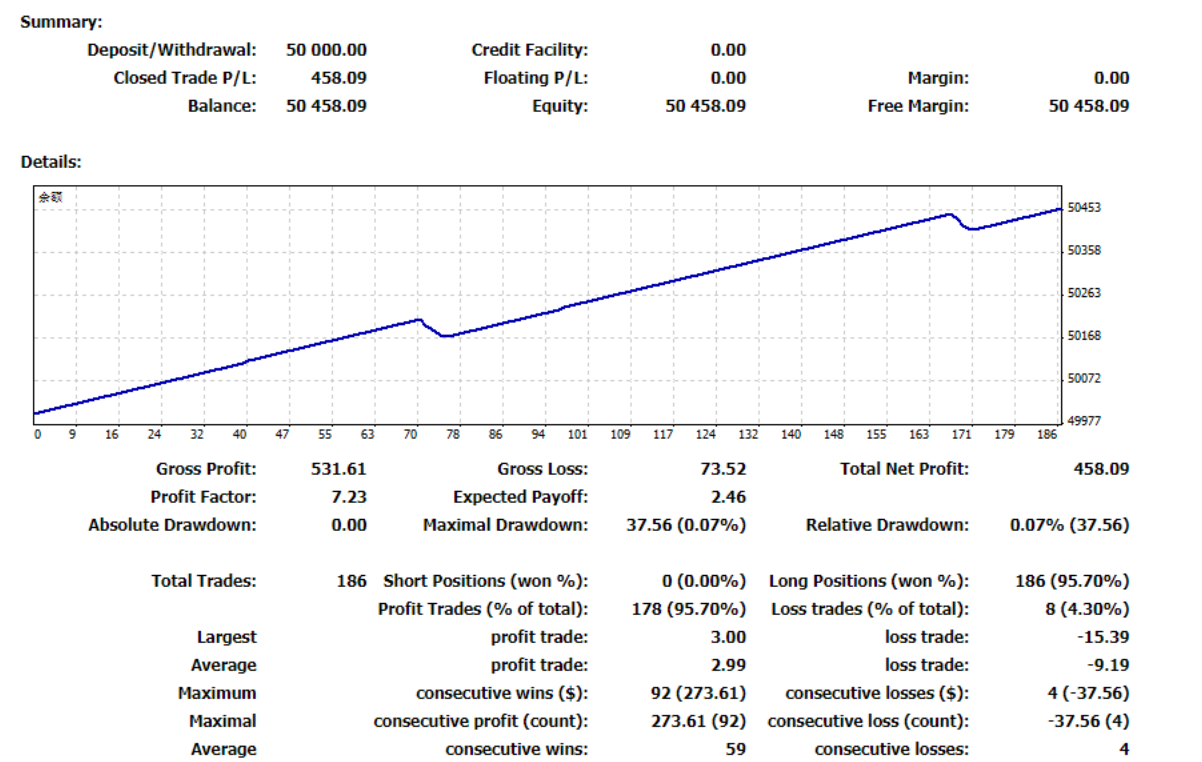 Summary:
Deposit/Withdrawal: 50 000.00 Credit Facility: 0.00
Closed Trade P/L: 458.09 Floating P/L: 0.00 Margin: 0.00
Balance: 50 458.09 Equity: 50 458.09 Free Margin: 50 458.09
Details:
余额
50453
50358
50263
50168
50072
49977
0 9 16 24 32 40 47 55 63 70 78 86 94 101 109 117 124 132 140 148 155 163 171 179 186
Gross Profit: 531.61 Gross Loss: 73.52 Total Net Profit: 458.09
Profit Factor: 7.23 Expected Payoff: 2.46
Absolute Drawdown: 0.00 Maximal Drawdown: 37.56 (0.07%) Relative Drawdown: 0.07% (37.56)
Total Trades: 186 Short Positions (won %): 0 (0.00%) Long Positions (won %): 186 (95.70%)
Profit Trades (% of total): 178 (95.70%) Loss trades (% of total): 8 (4.30%)
Largest profit trade: 3.00 loss trade: -15.39
Average profit trade: 2.99 loss trade: -9.19
Maximum consecutive wins ($): 92 (273.61) consecutive losses ($): 4 (-37.56)
Maximal consecutive profit (count): 273.61 (92) consecutive loss (count): -37.56 (4)
Average consecutive wins: 59 consecutive losses: 4